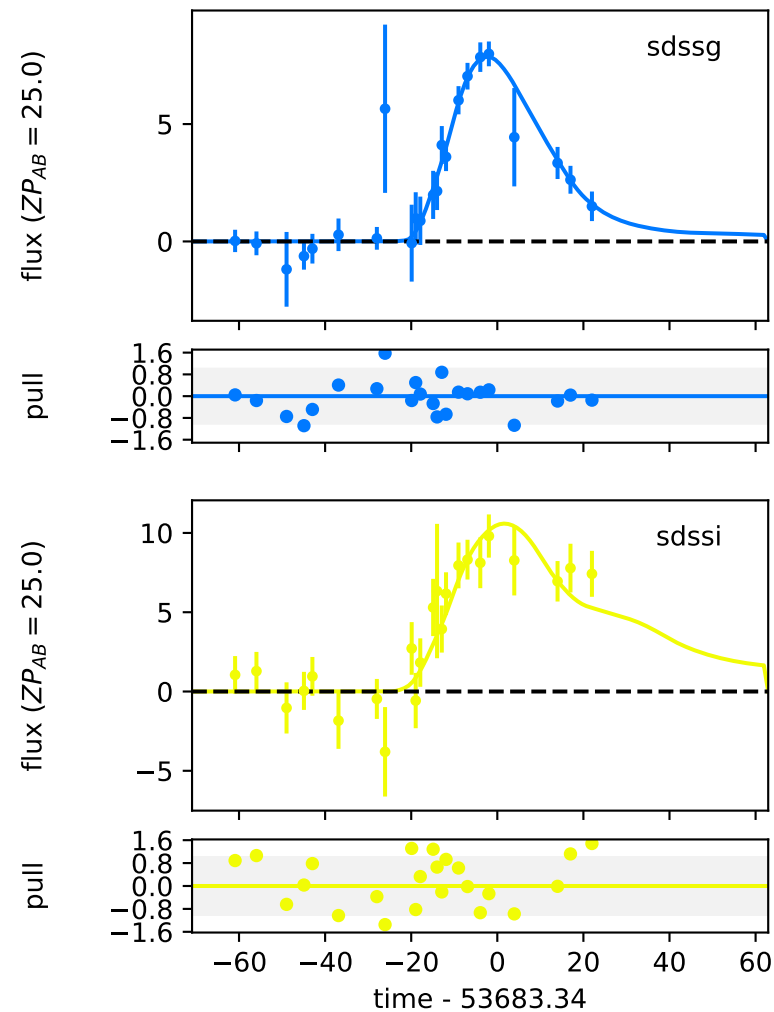 sdssg
flux (ZP_AB = 25.0)
5
0
pull
1.6
0.8
0.0
−0.8
−1.6
sdssi
flux (ZP_AB = 25.0)
10
5
0
−5
pull
1.6
0.8
0.0
−0.8
−1.6
−60 −40 −20 0 20 40 60
time - 53683.34